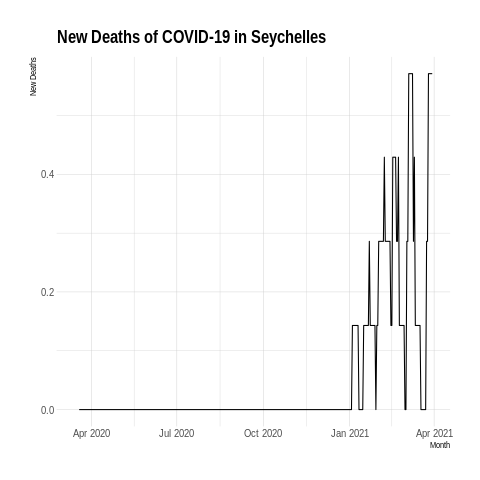 New Deaths of COVID-19 in Seychelles
New Deaths
0.4
0.2
0.0
Apr 2020 Jul 2020 Oct 2020 Jan 2021 Apr 2021
Month